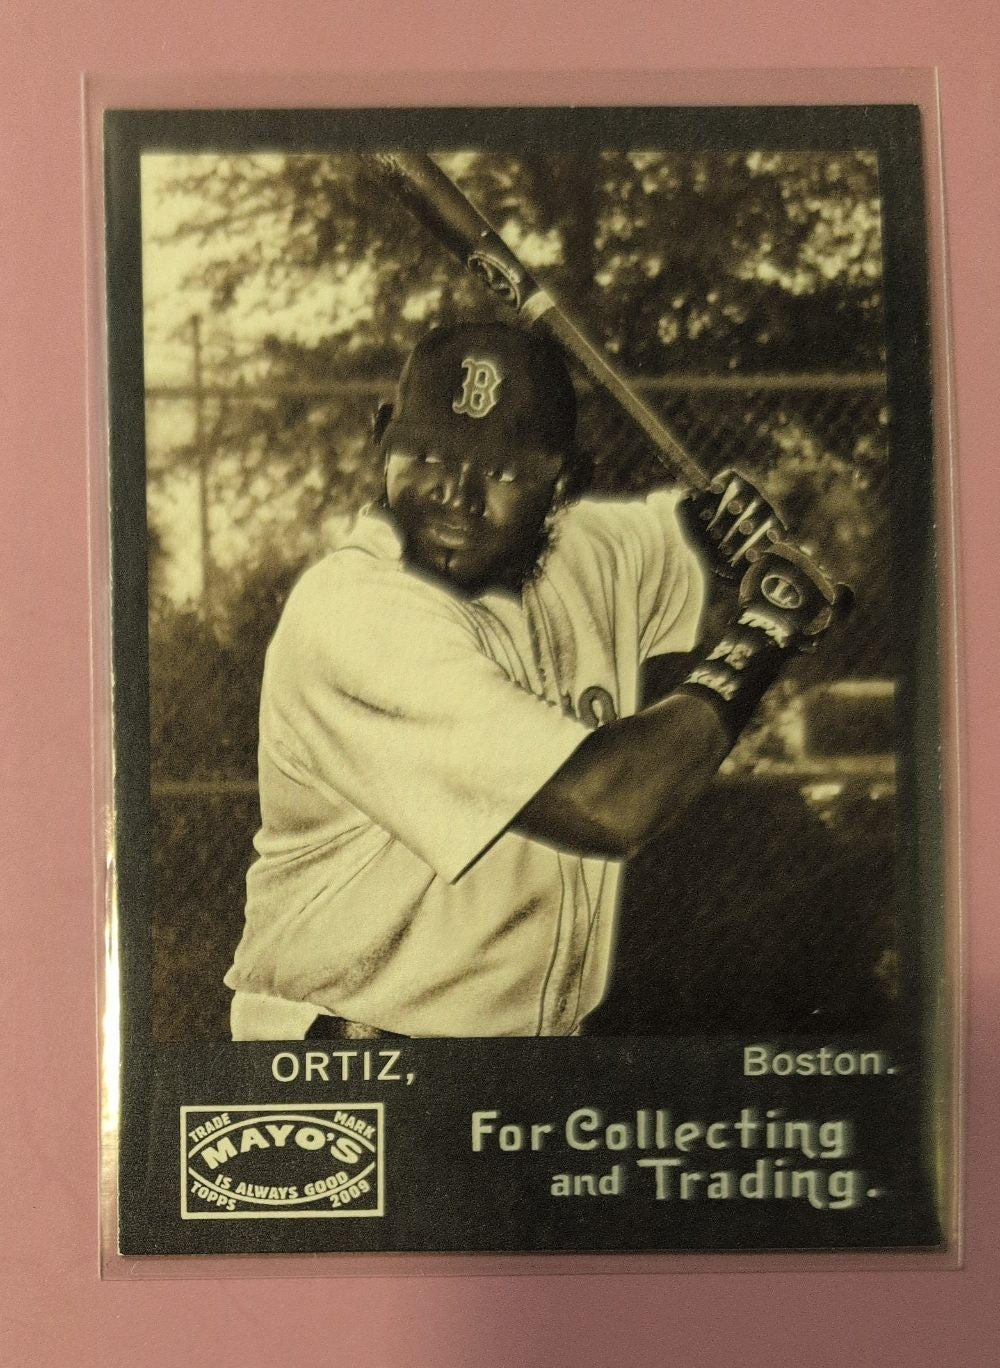 B
ORTIZ, Boston.
TRADE MARK
MAYO'S
IS ALWAYS GOOD
TOPPS 2009
For Collecting
and Trading.